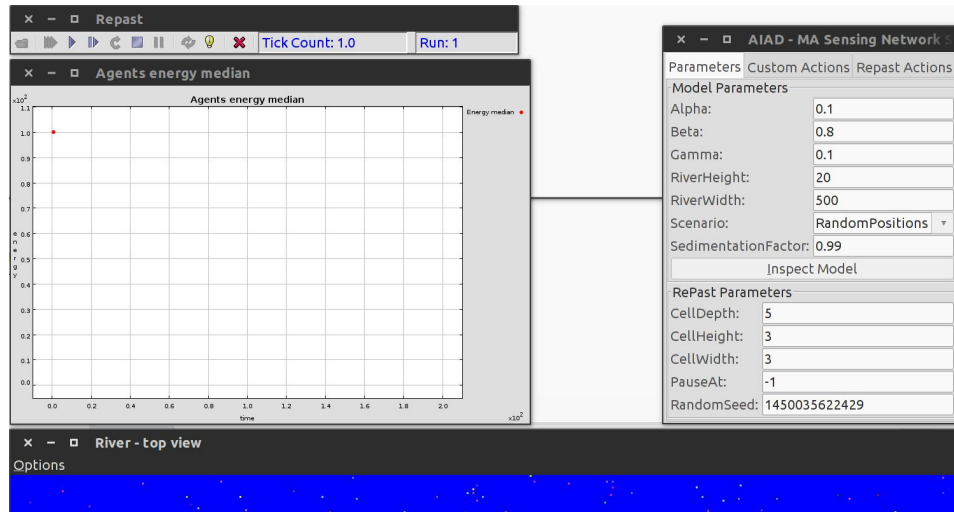 Repast
Tick Count: 1.0
Run: 1
Agents energy median
Agents energy median
x10²
1.1
1.0
0.9
0.8
0.7
0.6
0.5
0.4
0.3
0.2
0.1
0.0
energy
0.0 0.2 0.4 0.6 0.8 1.0 1.2 1.4 1.6 1.8 2.0
time
x10²
Energy median
AIAD - MA Sensing Network S
Parameters Custom Actions Repast Actions
Model Parameters
Alpha: 0.1
Beta: 0.8
Gamma: 0.1
RiverHeight: 20
RiverWidth: 500
Scenario: RandomPositions
SedimentationFactor: 0.99
Inspect Model
RePast Parameters
CellDepth: 5
CellHeight: 3
CellWidth: 3
PauseAt: -1
RandomSeed: 1450035622429
River - top view
Options